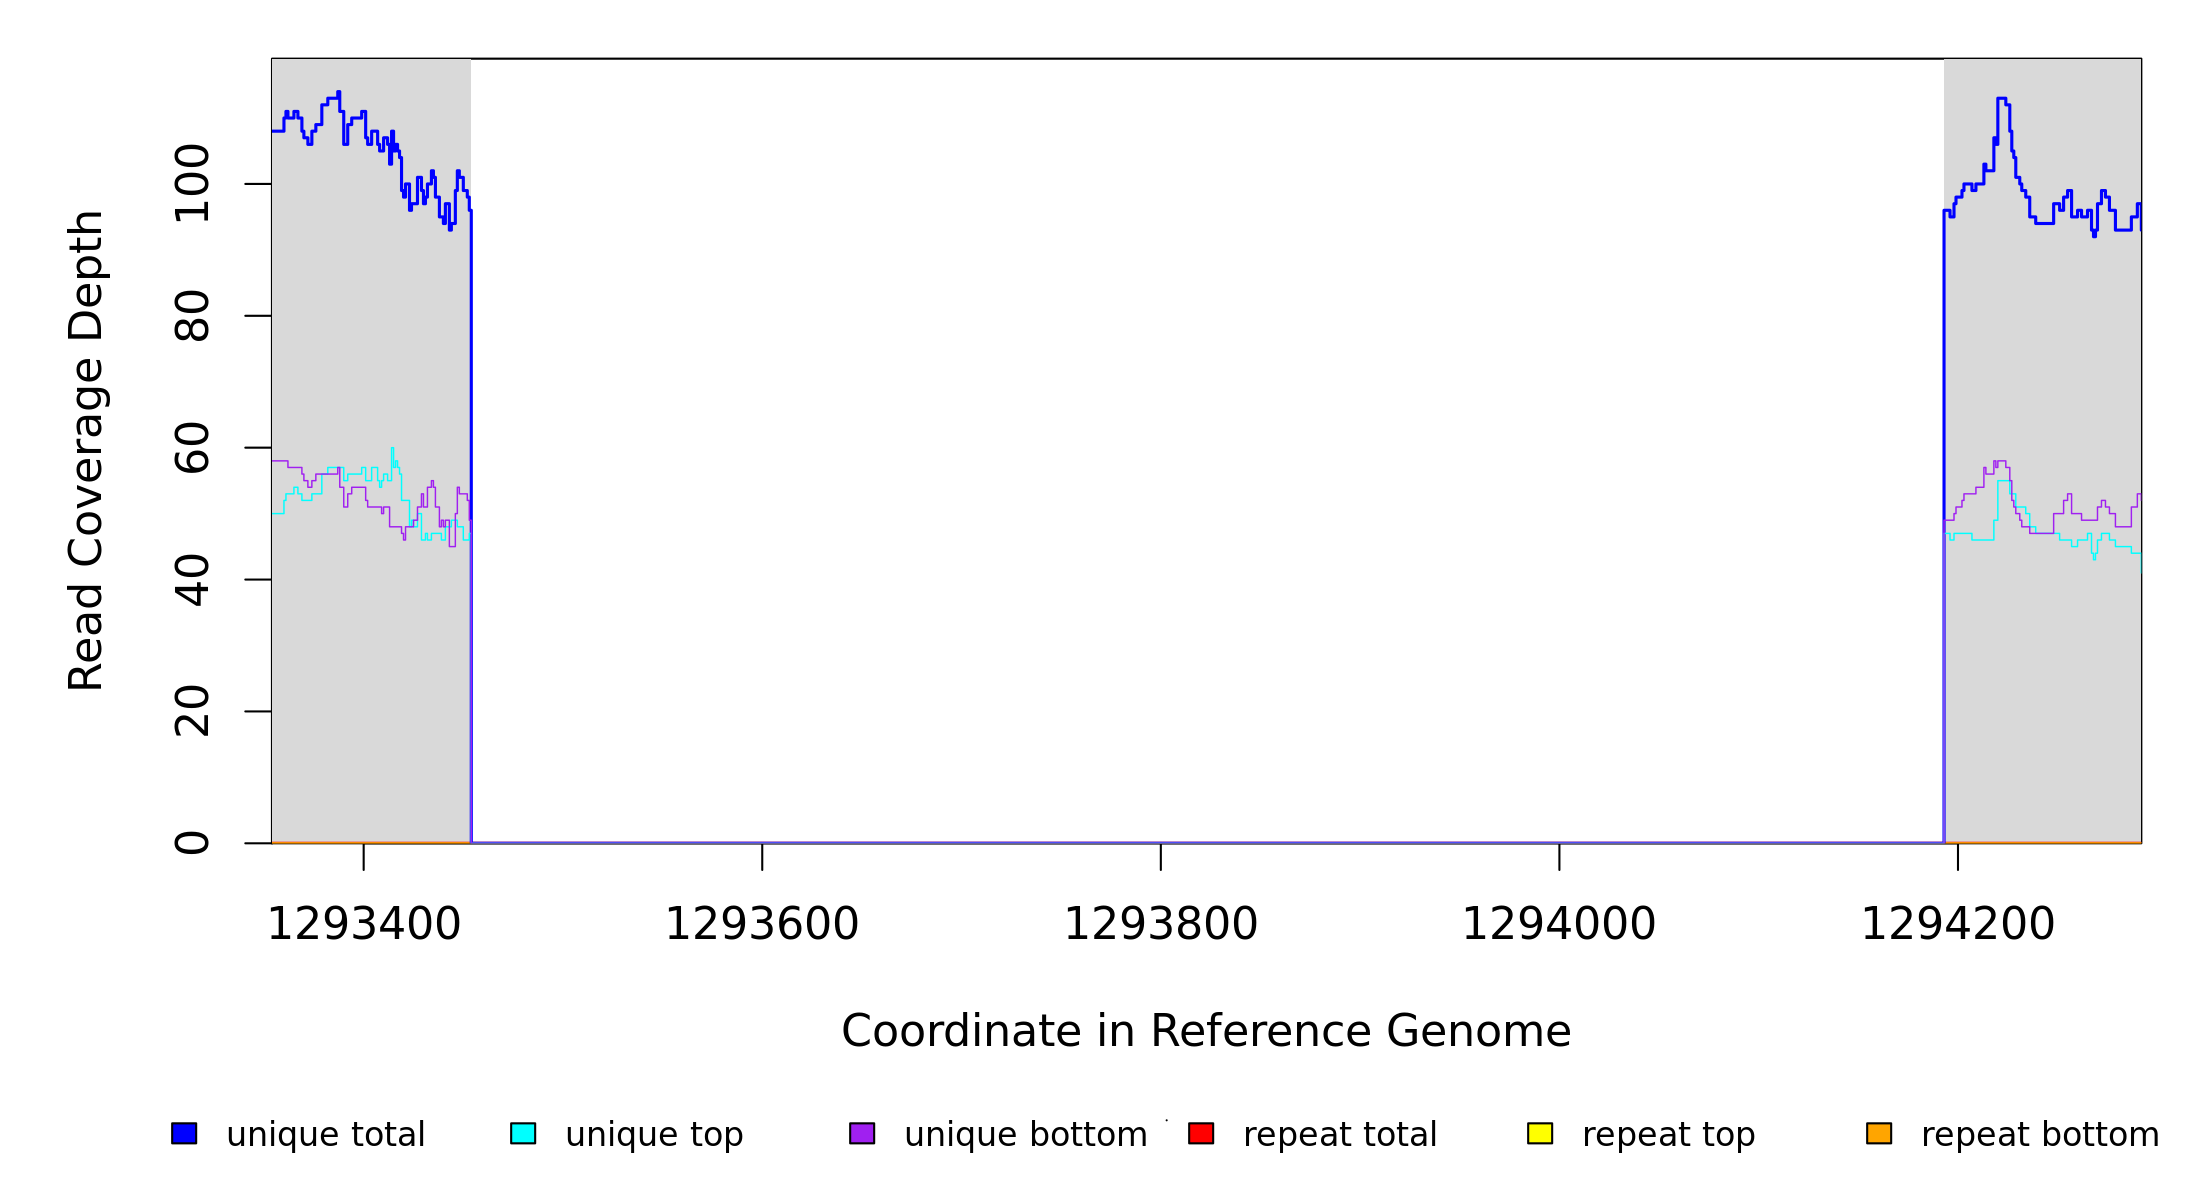 Read Coverage Depth
100
80
60
40
20
0
1293400 1293600 1293800 1294000 1294200
Coordinate in Reference Genome
unique total unique top unique bottom repeat total repeat top repeat bottom